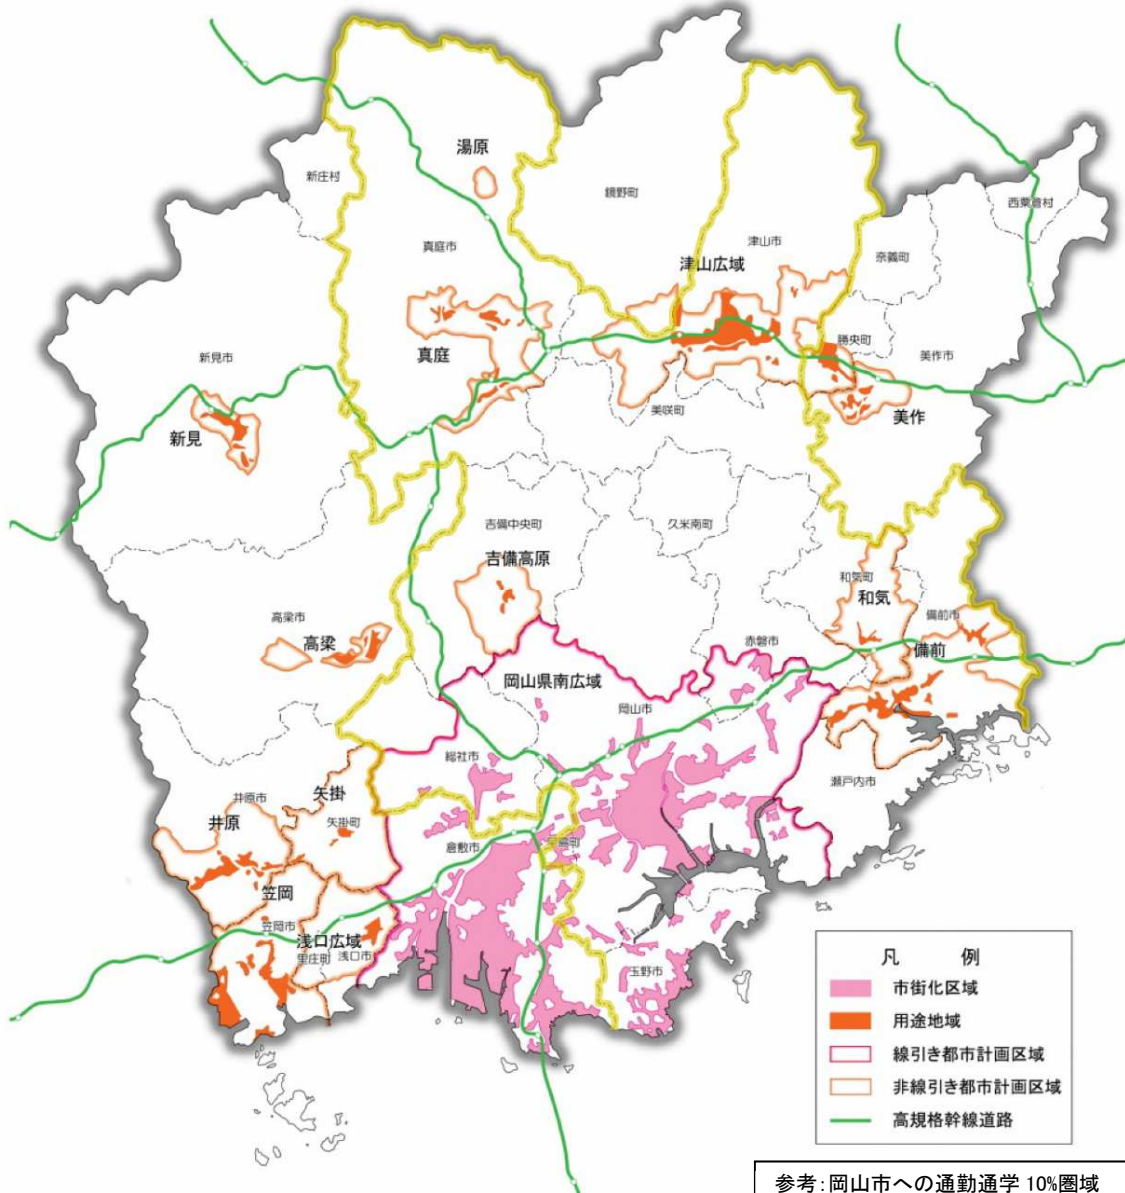 湯原
新庄村
鏡野町
西粟倉村
真庭市
津山市
奈義町
津山広域
勝央町
真庭
新見市
美作市
美咲町
美作
新見
吉備中央町
久米南町
吉備高原
和気町
和気
高梁市
備前市
高梁
赤磐市
備前
岡山県南広域
岡山市
総社市
瀬戸内市
矢掛
井原市
井原
矢掛町
倉敷市
早島町
笠岡
笠岡市
浅口広域
里庄町
浅口市
玉野市
凡　例
市街化区域
用途地域
線引き都市計画区域
非線引き都市計画区域
高規格幹線道路
参考:岡山市への通勤通学 10%圏域